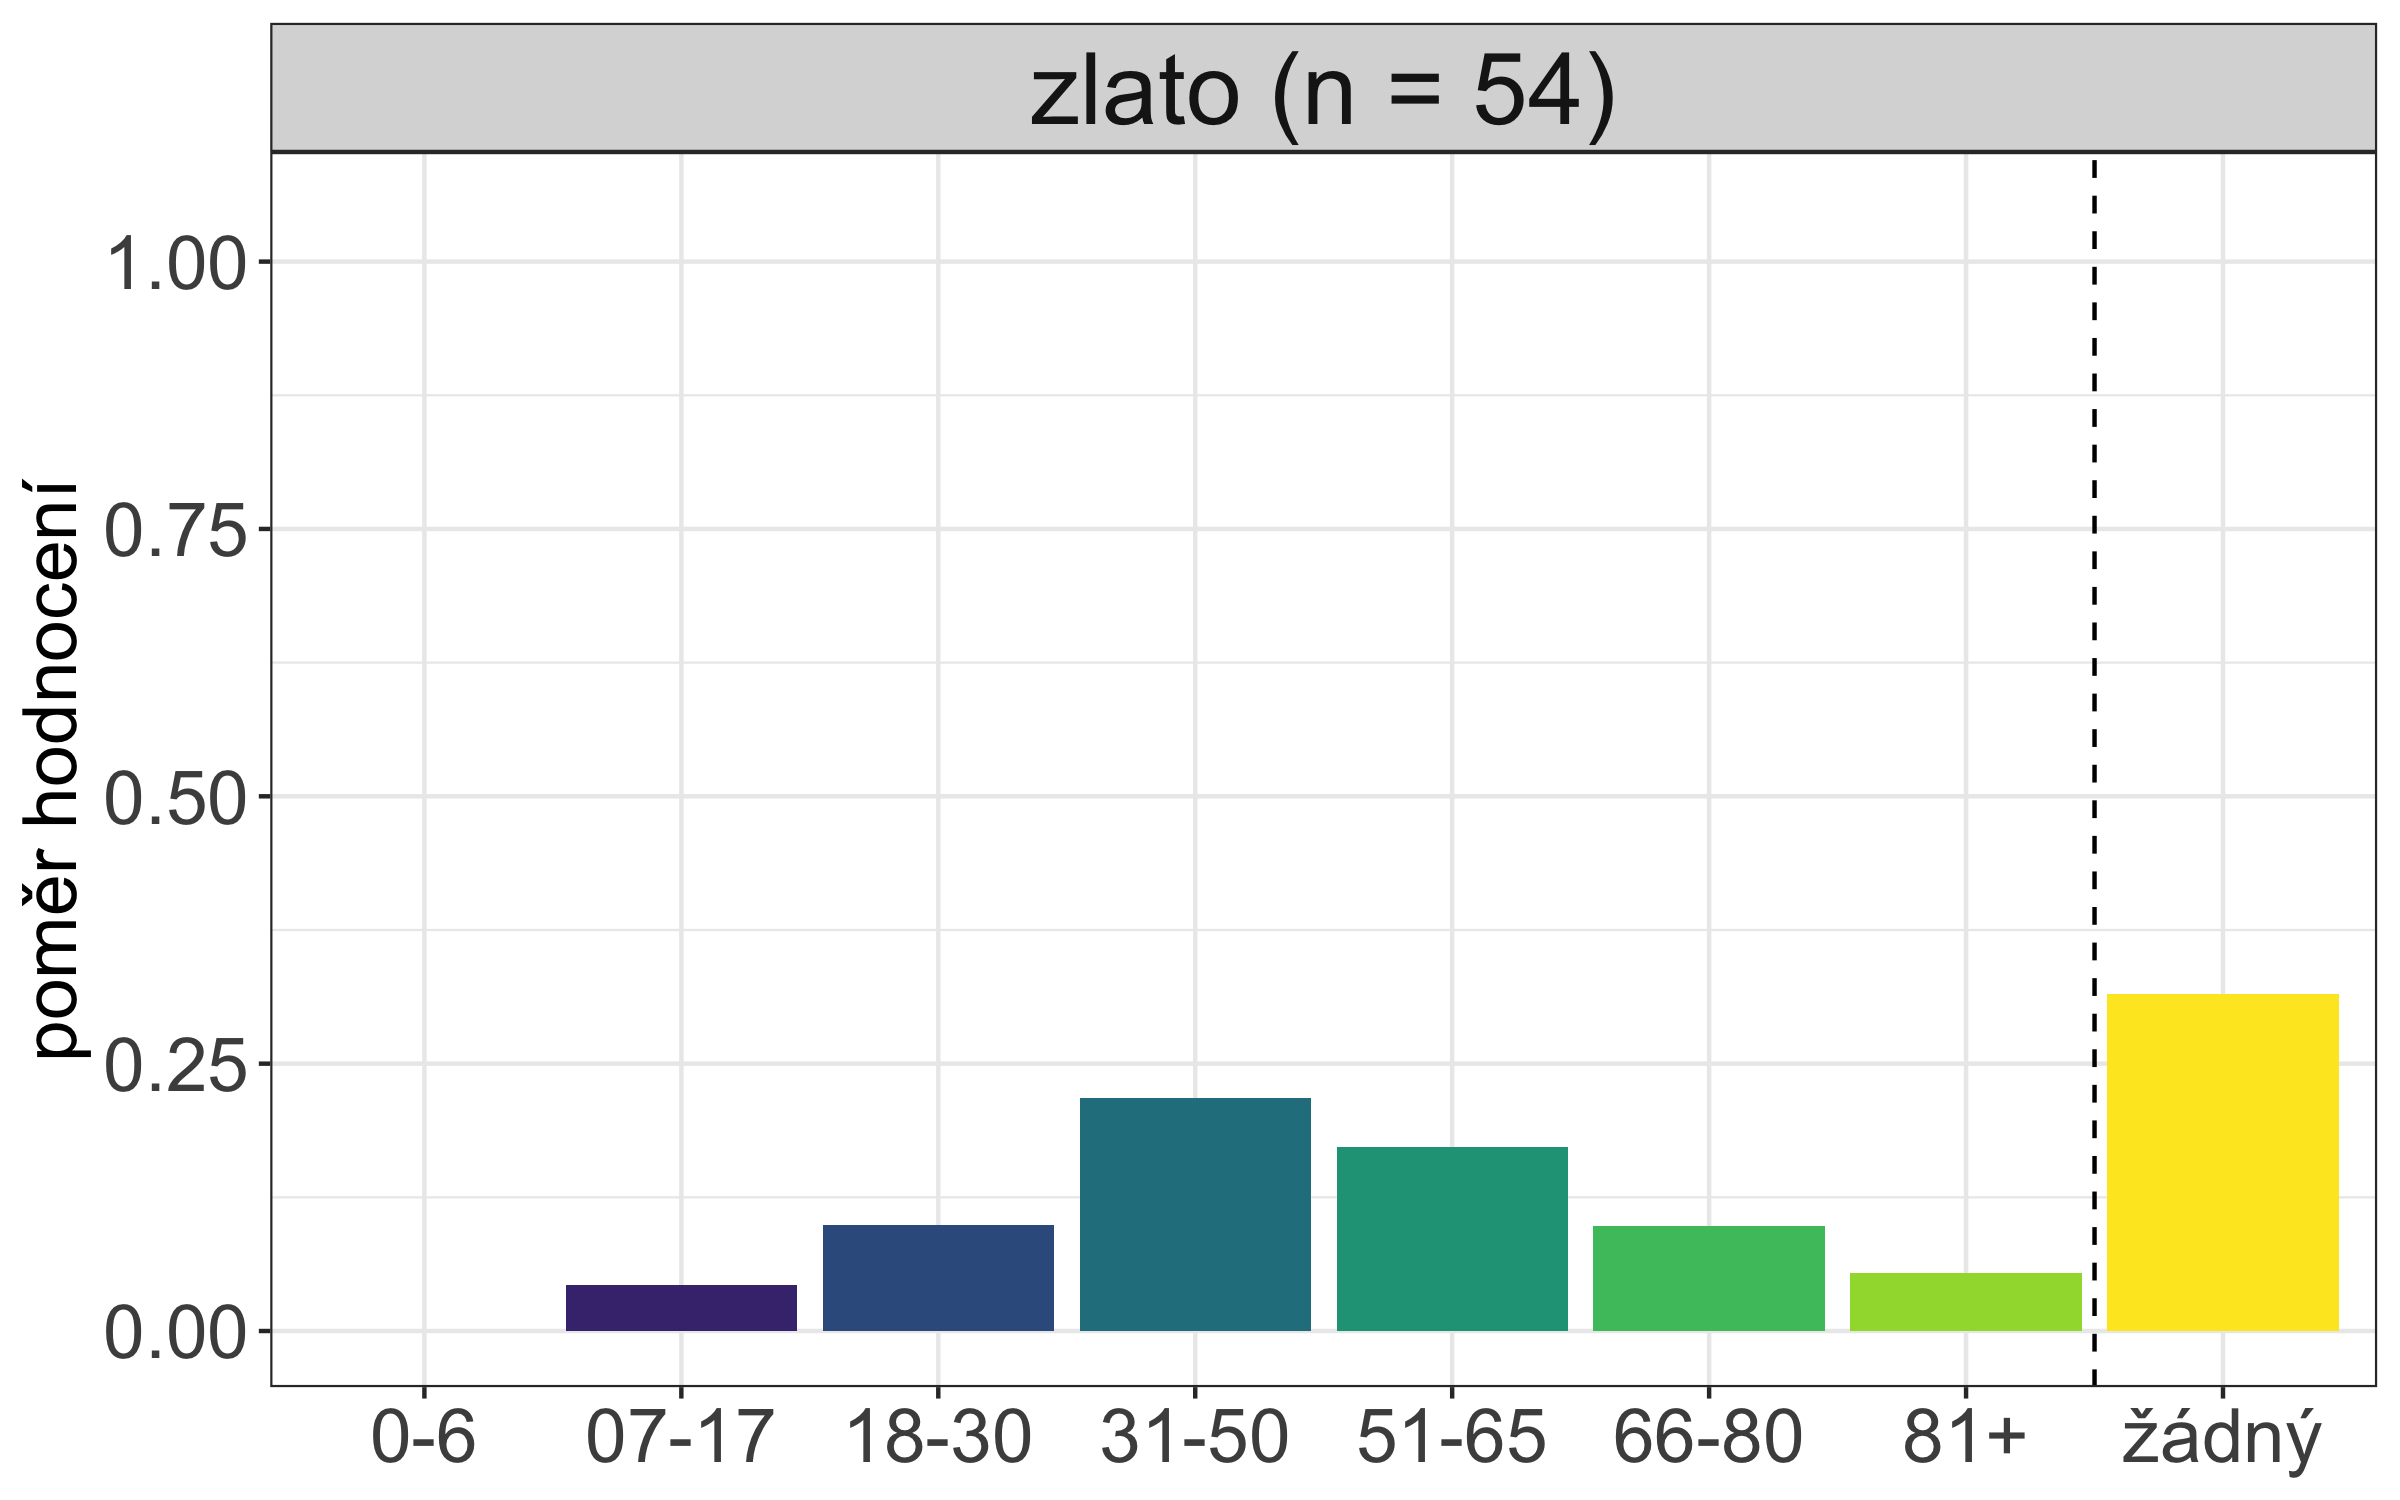 zlato (n = 54)
poměr hodnocení
1.00
0.75
0.50
0.25
0.00
0-6 07-17 18-30 31-50 51-65 66-80 81+ žádný